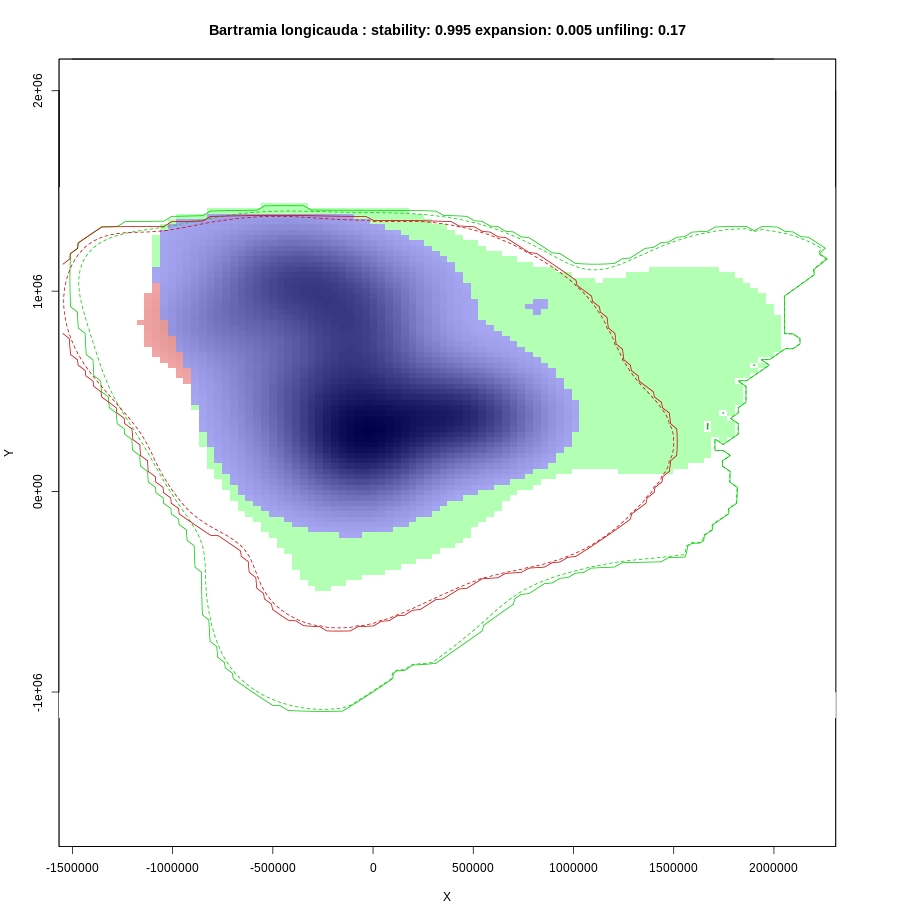 Bartramia longicauda : stability: 0.995 expansion: 0.005 unfiling: 0.17
2e+06
1e+06
0e+00
-1e+06
Y
-1500000 -1000000 -500000 0 500000 1000000 1500000 2000000
X